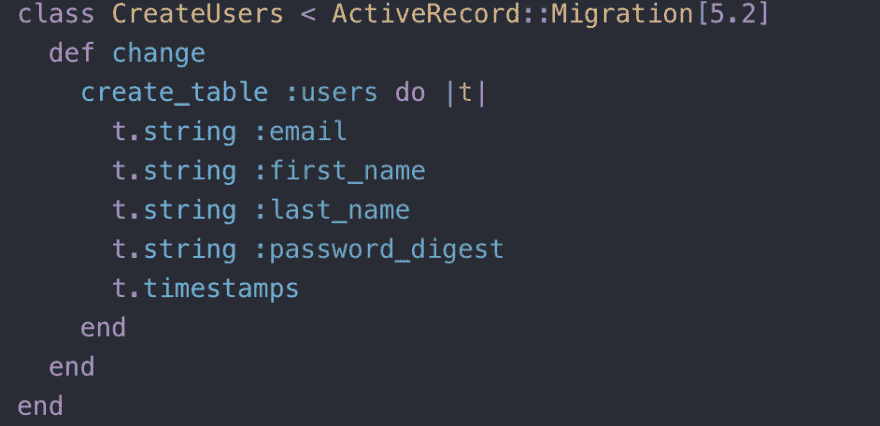 class CreateUsers < ActiveRecord::Migration[5.2]
  def change
    create_table :users do |t|
      t.string :email
      t.string :first_name
      t.string :last_name
      t.string :password_digest
      t.timestamps
    end
  end
end